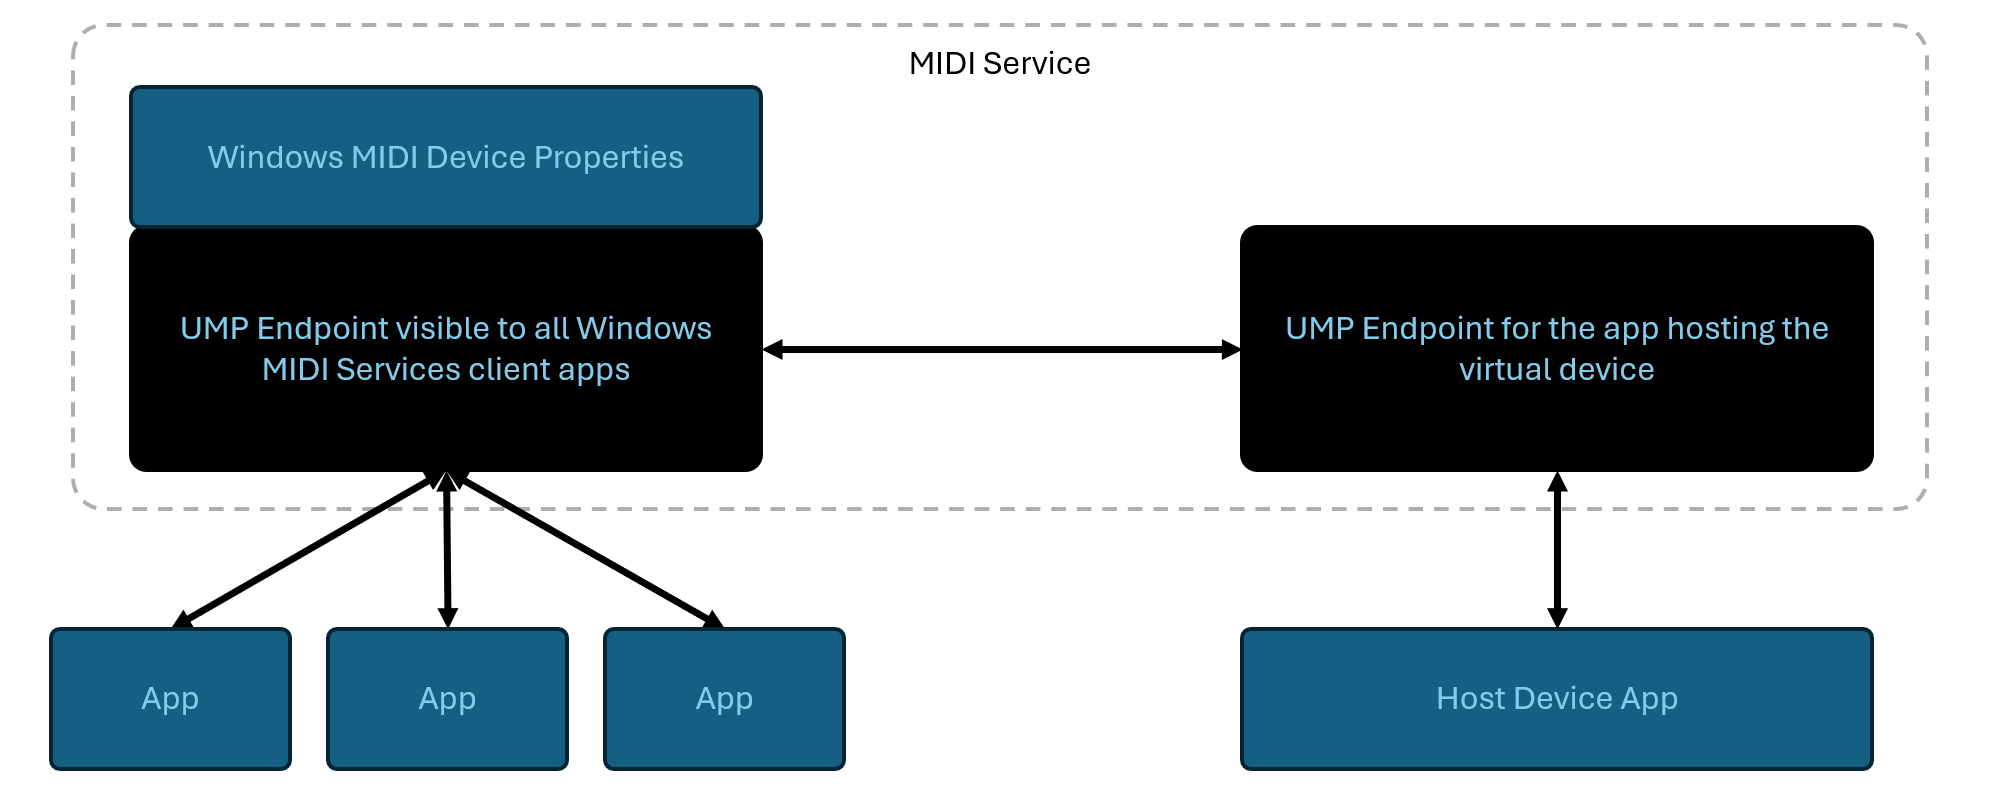 MIDI Service
Windows MIDI Device Properties
UMP Endpoint visible to all Windows
MIDI Services client apps
UMP Endpoint for the app hosting the
virtual device
App
App
App
Host Device App